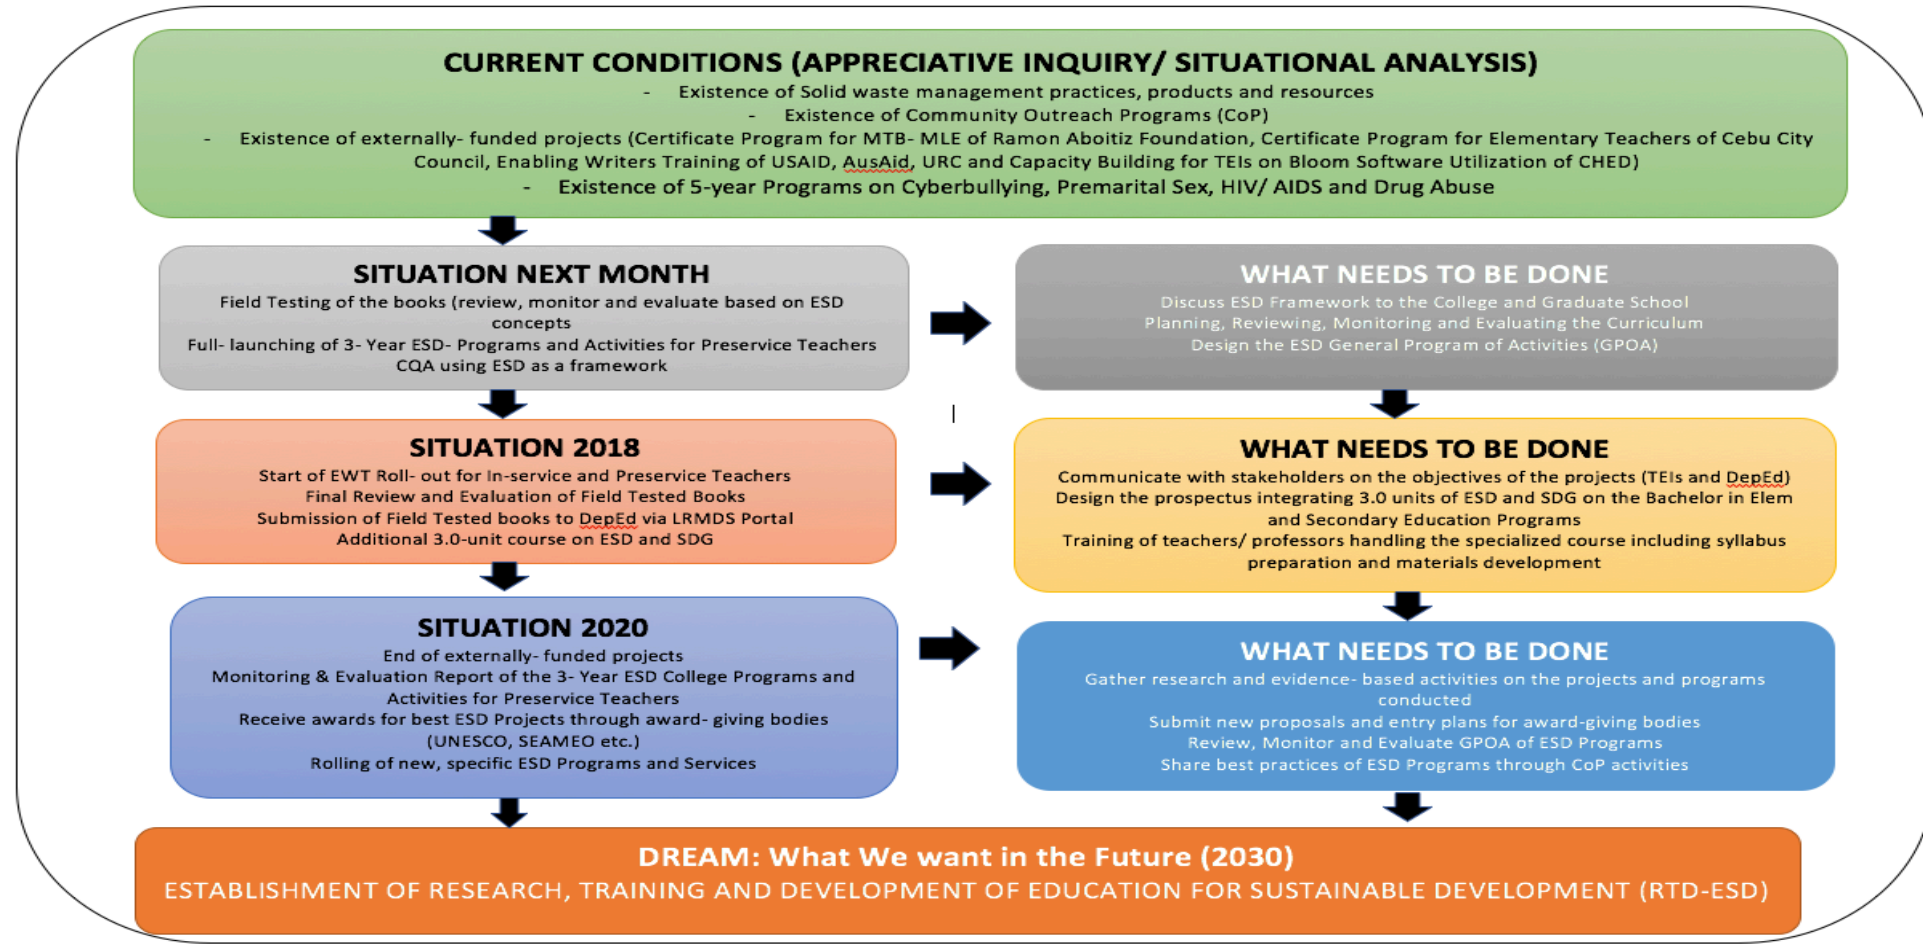 CURRENT CONDITIONS (APPRECIATIVE INQUIRY/ SITUATIONAL ANALYSIS)
- Existence of Solid waste management practices, products and resources
- Existence of Community Outreach Programs (CoP)
- Existence of externally- funded projects (Certificate Program for MTB- MLE of Ramon Aboitiz Foundation, Certificate Program for Elementary Teachers of Cebu City
Council, Enabling Writers Training of USAID, AusAid, URC and Capacity Building for TEIs on Bloom Software Utilization of CHED)
- Existence of 5-year Programs on Cyberbullying, Premarital Sex, HIV/ AIDS and Drug Abuse
SITUATION NEXT MONTH
Field Testing of the books (review, monitor and evaluate based on ESD
concepts
Full- launching of 3- Year ESD- Programs and Activities for Preservice Teachers
CQA using ESD as a framework
WHAT NEEDS TO BE DONE
Discuss ESD Framework to the College and Graduate School
Planning, Reviewing, Monitoring and Evaluating the Curriculum
Design the ESD General Program of Activities (GPOA)
SITUATION 2018
Start of EWT Roll- out for In-service and Preservice Teachers
Final Review and Evaluation of Field Tested Books
Submission of Field Tested books to DepEd via LRMDS Portal
Additional 3.0-unit course on ESD and SDG
WHAT NEEDS TO BE DONE
Communicate with stakeholders on the objectives of the projects (TEIs and DepEd)
Design the prospectus integrating 3.0 units of ESD and SDG on the Bachelor in Elem
and Secondary Education Programs
Training of teachers/ professors handling the specialized course including syllabus
preparation and materials development
SITUATION 2020
End of externally- funded projects
Monitoring & Evaluation Report of the 3- Year ESD College Programs and
Activities for Preservice Teachers
Receive awards for best ESD Projects through award- giving bodies
(UNESCO, SEAMEO etc.)
Rolling of new, specific ESD Programs and Services
WHAT NEEDS TO BE DONE
Gather research and evidence- based activities on the projects and programs
conducted
Submit new proposals and entry plans for award-giving bodies
Review, Monitor and Evaluate GPOA of ESD Programs
Share best practices of ESD Programs through CoP activities
DREAM: What We want in the Future (2030)
ESTABLISHMENT OF RESEARCH, TRAINING AND DEVELOPMENT OF EDUCATION FOR SUSTAINABLE DEVELOPMENT (RTD-ESD)